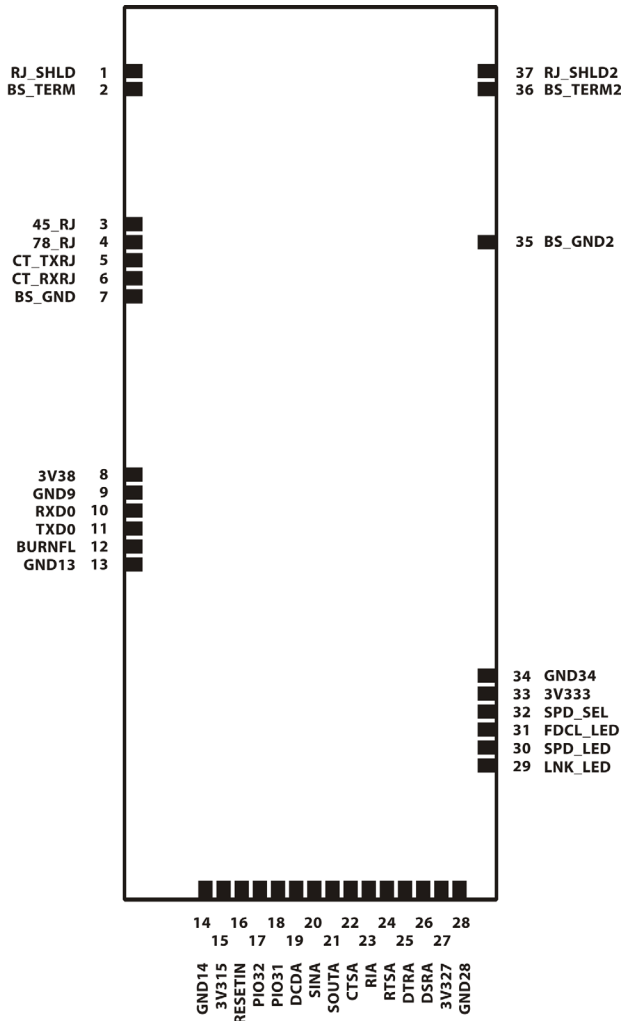 RJ_SHLD 1
BS_TERM 2
37 RJ_SHLD2
36 BS_TERM2
45_RJ 3
78_RJ 4
CT_TXRJ 5
CT_RXRJ 6
BS_GND 7
35 BS_GND2
3V38 8
GND9 9
RXD0 10
TXD0 11
BURNFL 12
GND13 13
34 GND34
33 3V333
32 SPD_SEL
31 FDCL_LED
30 SPD_LED
29 LNK_LED
14 16 18 20 22 24 26 28
15 17 19 21 23 25 27
GND14
3V315
RESETIN
PIO32
PIO31
DCDA
SINA
SOUTA
CTSA
RIA
RTSA
DTRA
DSRA
3V327
GND28